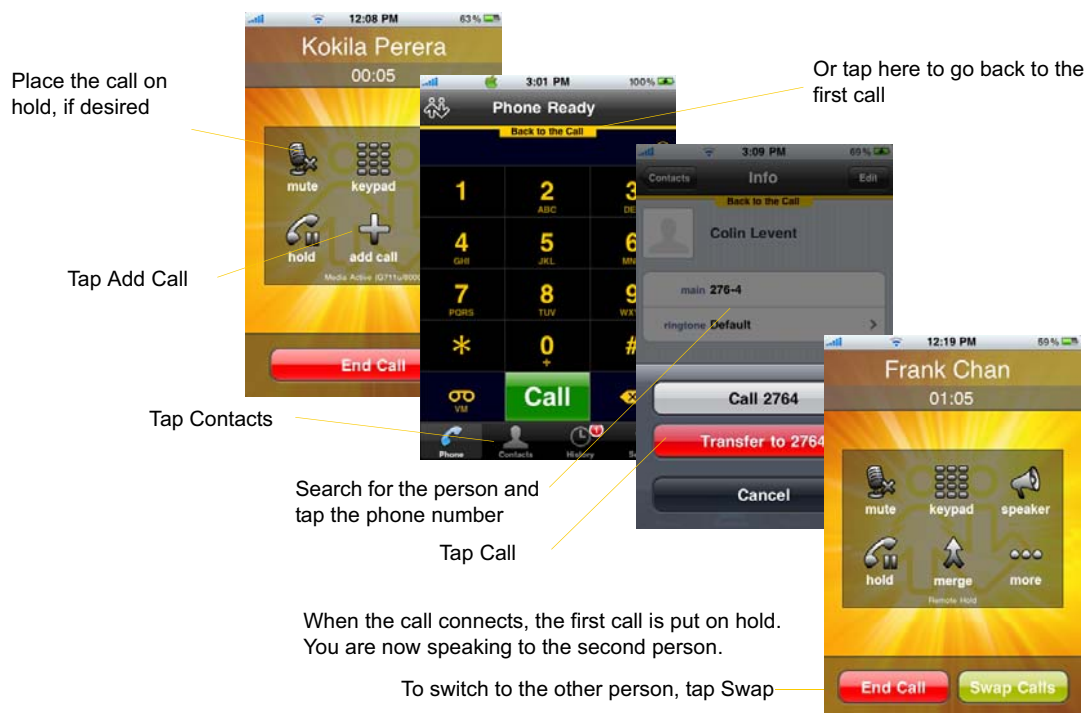 12:08 PM
63%
Kokila Perera
00:05
mute
keypad
hold
add call
End Call
Place the call on
hold, if desired
Tap Add Call
3:01 PM
100%
Phone Ready
Back to the Call
1
2
ABC
3
4
GHI
5
JKL
6
7
PQRS
8
TUV
9
*
0
+
#
VM
Call
Phone
Contacts
History
Tap Contacts
Or tap here to go back to the
first call
3:09 PM
69%
Contacts
Info
Edit
Back to the Call
Colin Levent
main 276-4
ringtone Default
Call 2764
Transfer to 2764
Cancel
Search for the person and
tap the phone number
Tap Call
12:19 PM
59%
Frank Chan
01:05
mute
keypad
speaker
hold
merge
more
Remote Hold
End Call
Swap Calls
When the call connects, the first call is put on hold.
You are now speaking to the second person.
To switch to the other person, tap Swap